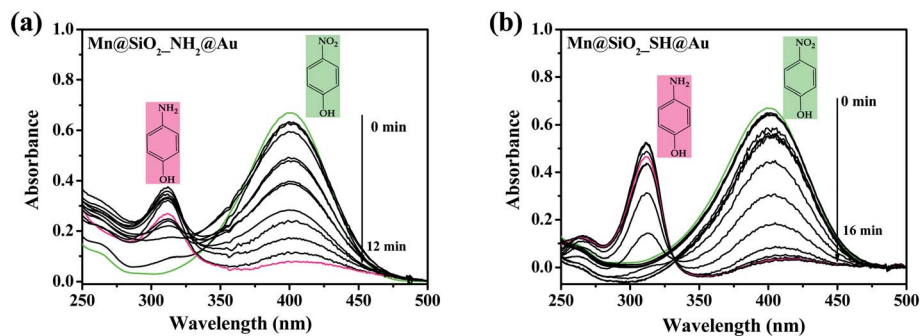 (a)
Mn@SiO₂_NH₂@Au
NO₂
OH
NH₂
OH
0 min
12 min
1.0
0.8
0.6
0.4
0.2
0.0
Absorbance
250 300 350 400 450 500
Wavelength (nm)
(b)
Mn@SiO₂_SH@Au
NH₂
OH
NO₂
OH
0 min
16 min
1.0
0.8
0.6
0.4
0.2
0.0
Absorbance
250 300 350 400 450 500
Wavelength (nm)